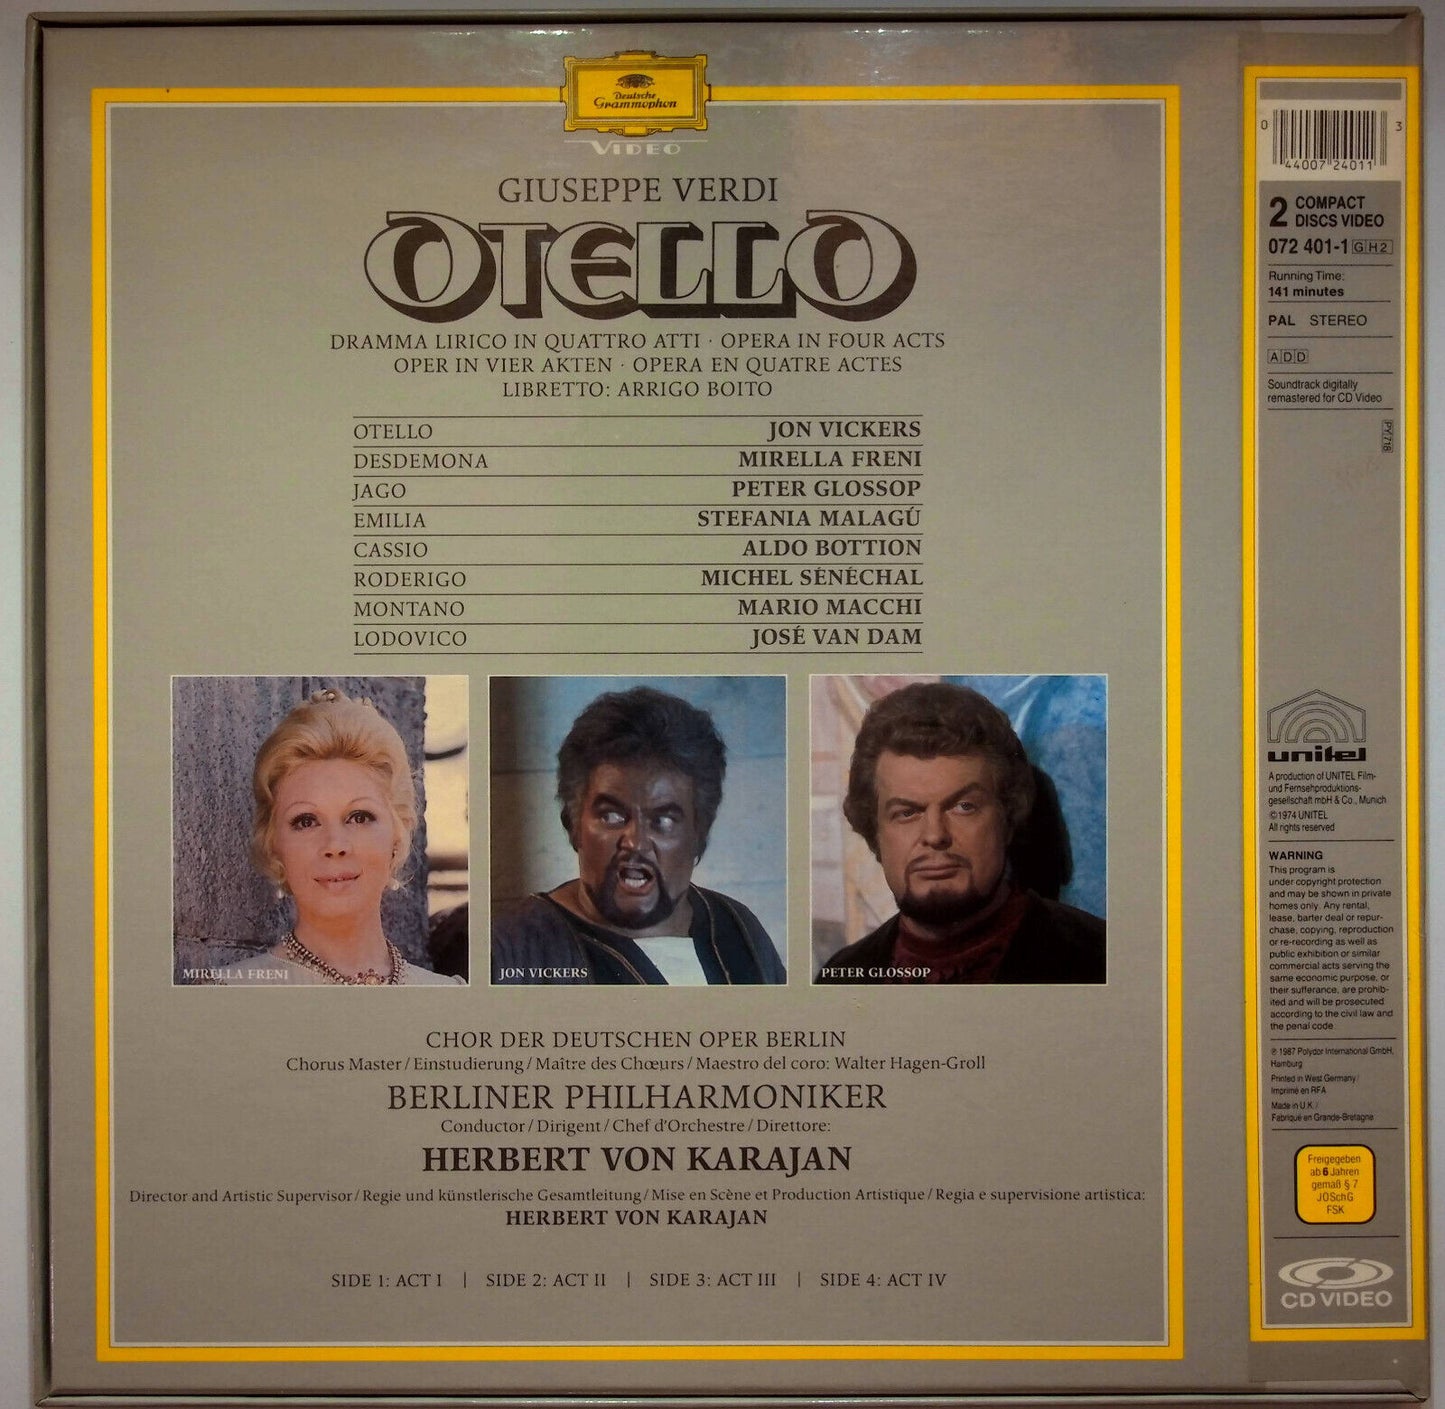 Deutsche
Grammophon
VIDEO
GIUSEPPE VERDI
OTELLO
DRAMMA LIRICO IN QUATTRO ATTI · OPERA IN FOUR ACTS
OPER IN VIER AKTEN · OPERA EN QUATRE ACTES
LIBRETTO: ARRIGO BOITO
OTELLO JON VICKERS
DESDEMONA MIRELLA FRENI
JAGO PETER GLOSSOP
EMILIA STEFANIA MALAGÚ
CASSIO ALDO BOTTION
RODERIGO MICHEL SÉNÉCHAL
MONTANO MARIO MACCHI
LODOVICO JOSÉ VAN DAM
MIRELLA FRENI
JON VICKERS
PETER GLOSSOP
CHOR DER DEUTSCHEN OPER BERLIN
Chorus Master / Einstudierung / Maître des Chœurs / Maestro del coro: Walter Hagen-Groll
BERLINER PHILHARMONIKER
Conductor / Dirigent / Chef d'Orchestre / Direttore:
HERBERT VON KARAJAN
Director and Artistic Supervisor / Regie und künstlerische Gesamtleitung / Mise en Scène et Production Artistique / Regia e supervisione artistica:
HERBERT VON KARAJAN
SIDE 1: ACT I | SIDE 2: ACT II | SIDE 3: ACT III | SIDE 4: ACT IV
0 44007 24011 3
2 COMPACT
DISCS VIDEO
072 401-1 GH2
Running Time:
141 minutes
PAL STEREO
ADD
Soundtrack digitally
remastered for CD Video
PY 718
unitel
A production of UNITEL Film-
und Fernsehproduktions-
gesellschaft mbH & Co., Munich
© 1974 UNITEL
All rights reserved
WARNING
This program is
under copyright protection
and may be shown in private
homes only. Any rental,
lease, barter deal or repur-
chase, copying, reproduction
or re-recording as well as
public exhibition or similar
commercial acts serving the
same economic purpose, or
their sufferance, are prohib-
ited and will be prosecuted
according to the civil law and
the penal code
℗ 1987 Polydor International GmbH,
Hamburg
Printed in West Germany /
Imprimé en RFA
Made in U.K. /
Fabriqué en Grande-Bretagne
Freigegeben
ab 6 Jahren
gemäß § 7
JÖSchG
FSK
CD VIDEO